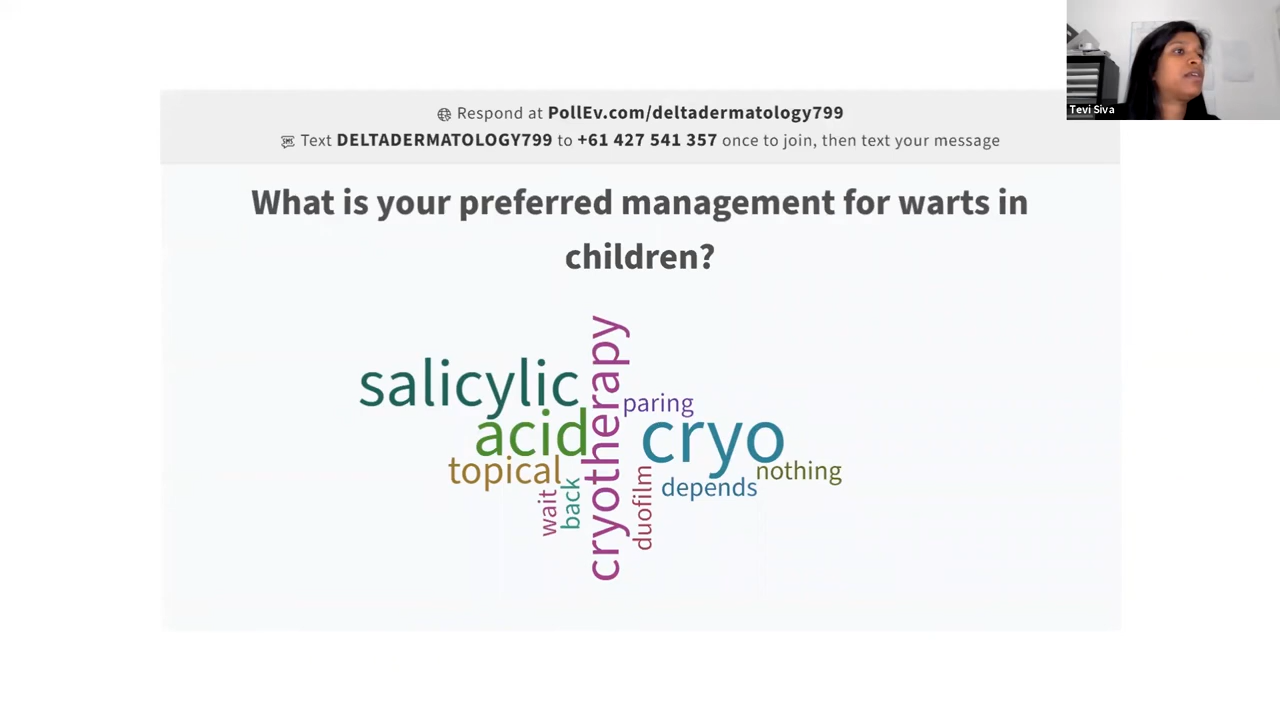 Respond at PollEv.com/deltadermatology799
Text DELTADERMATOLOGY799 to +61 427 541 357 once to join, then text your message
Tevi Siva
What is your preferred management for warts in
children?
salicylic
cryotherapy
paring
acid
cryo
topical
nothing
depends
wait
back
duofilm